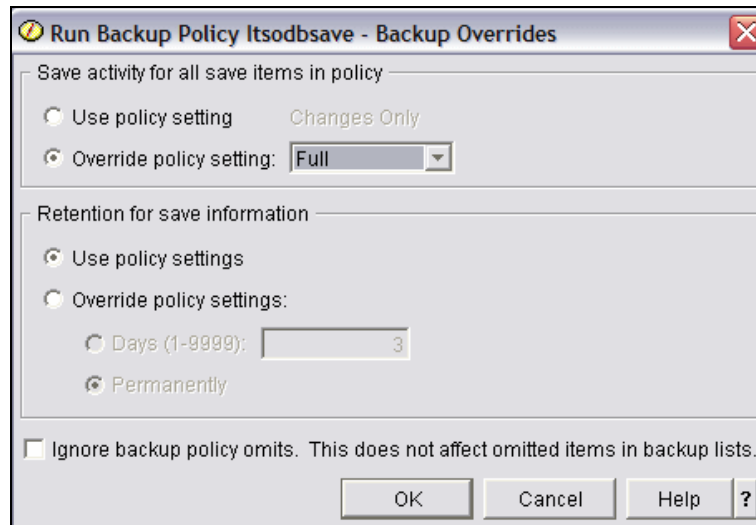 Run Backup Policy Itsodbsave - Backup Overrides
Save activity for all save items in policy
Use policy setting Changes Only
Override policy setting: Full
Retention for save information
Use policy settings
Override policy settings:
Days (1-9999): 3
Permanently
Ignore backup policy omits. This does not affect omitted items in backup lists.
OK Cancel Help ?